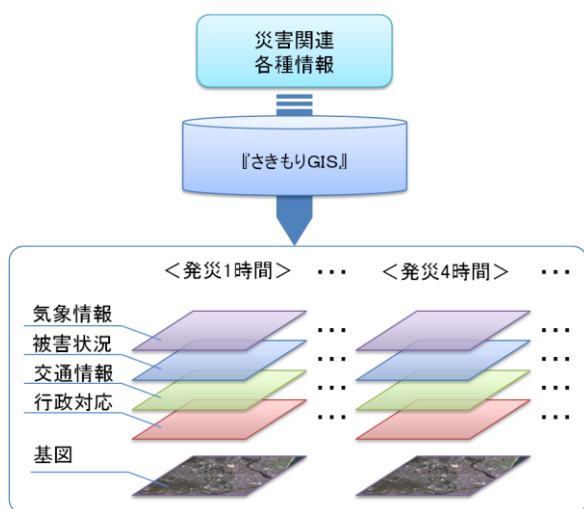 災害関連
各種情報
『さきもりGIS』
＜発災1時間＞ ･･･ ＜発災4時間＞ ･･･
気象情報 ･･･ ･･･
被害状況 ･･･ ･･･
交通情報 ･･･ ･･･
行政対応 ･･･ ･･･
基図